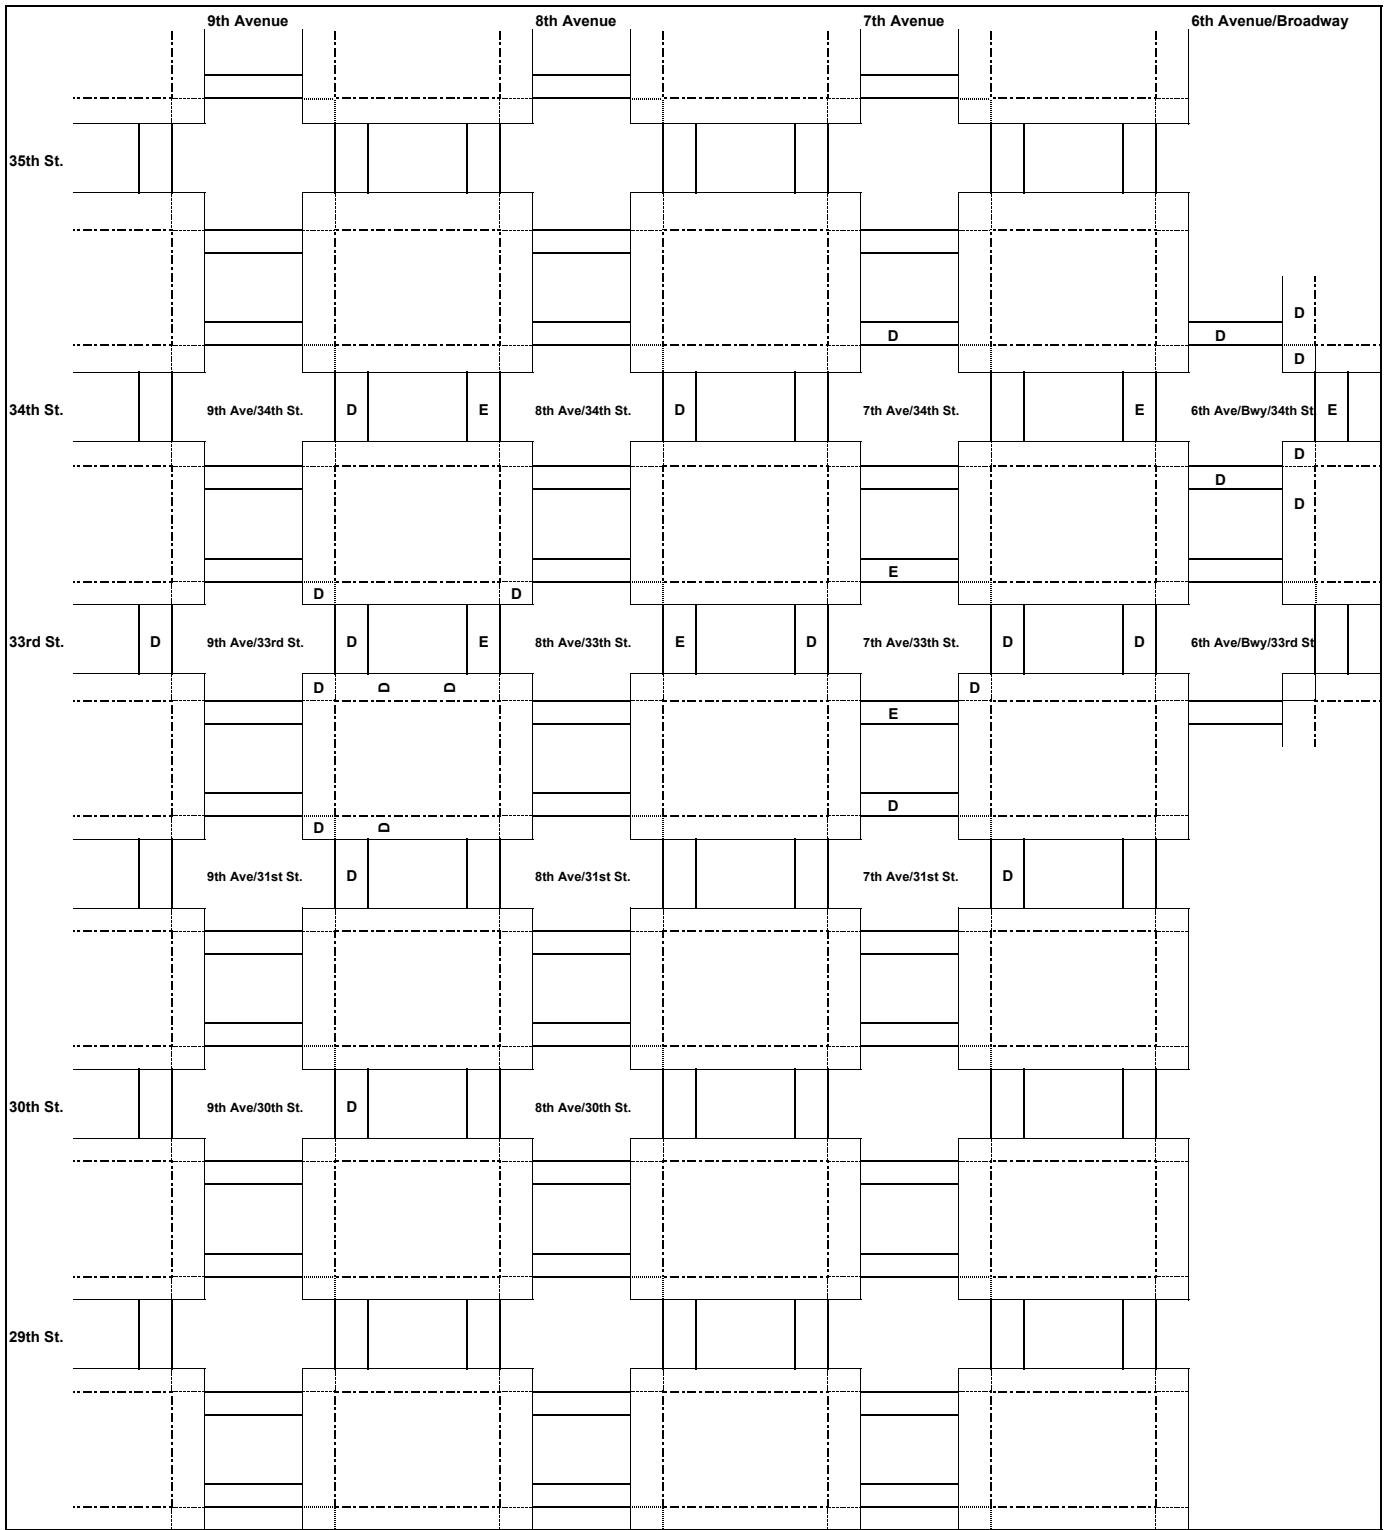 9th Avenue 8th Avenue 7th Avenue 6th Avenue/Broadway
35th St.
D
D D
D
34th St. 9th Ave/34th St. D E 8th Ave/34th St. D 7th Ave/34th St. E 6th Ave/Bwy/34th St. E
D
D
D
E
D D
33rd St. D 9th Ave/33rd St. D E 8th Ave/33th St. E D 7th Ave/33th St. D D 6th Ave/Bwy/33rd St
D D D D
E
D
D D
9th Ave/31st St. D 8th Ave/31st St. 7th Ave/31st St. D
30th St. 9th Ave/30th St. D 8th Ave/30th St.
29th St.